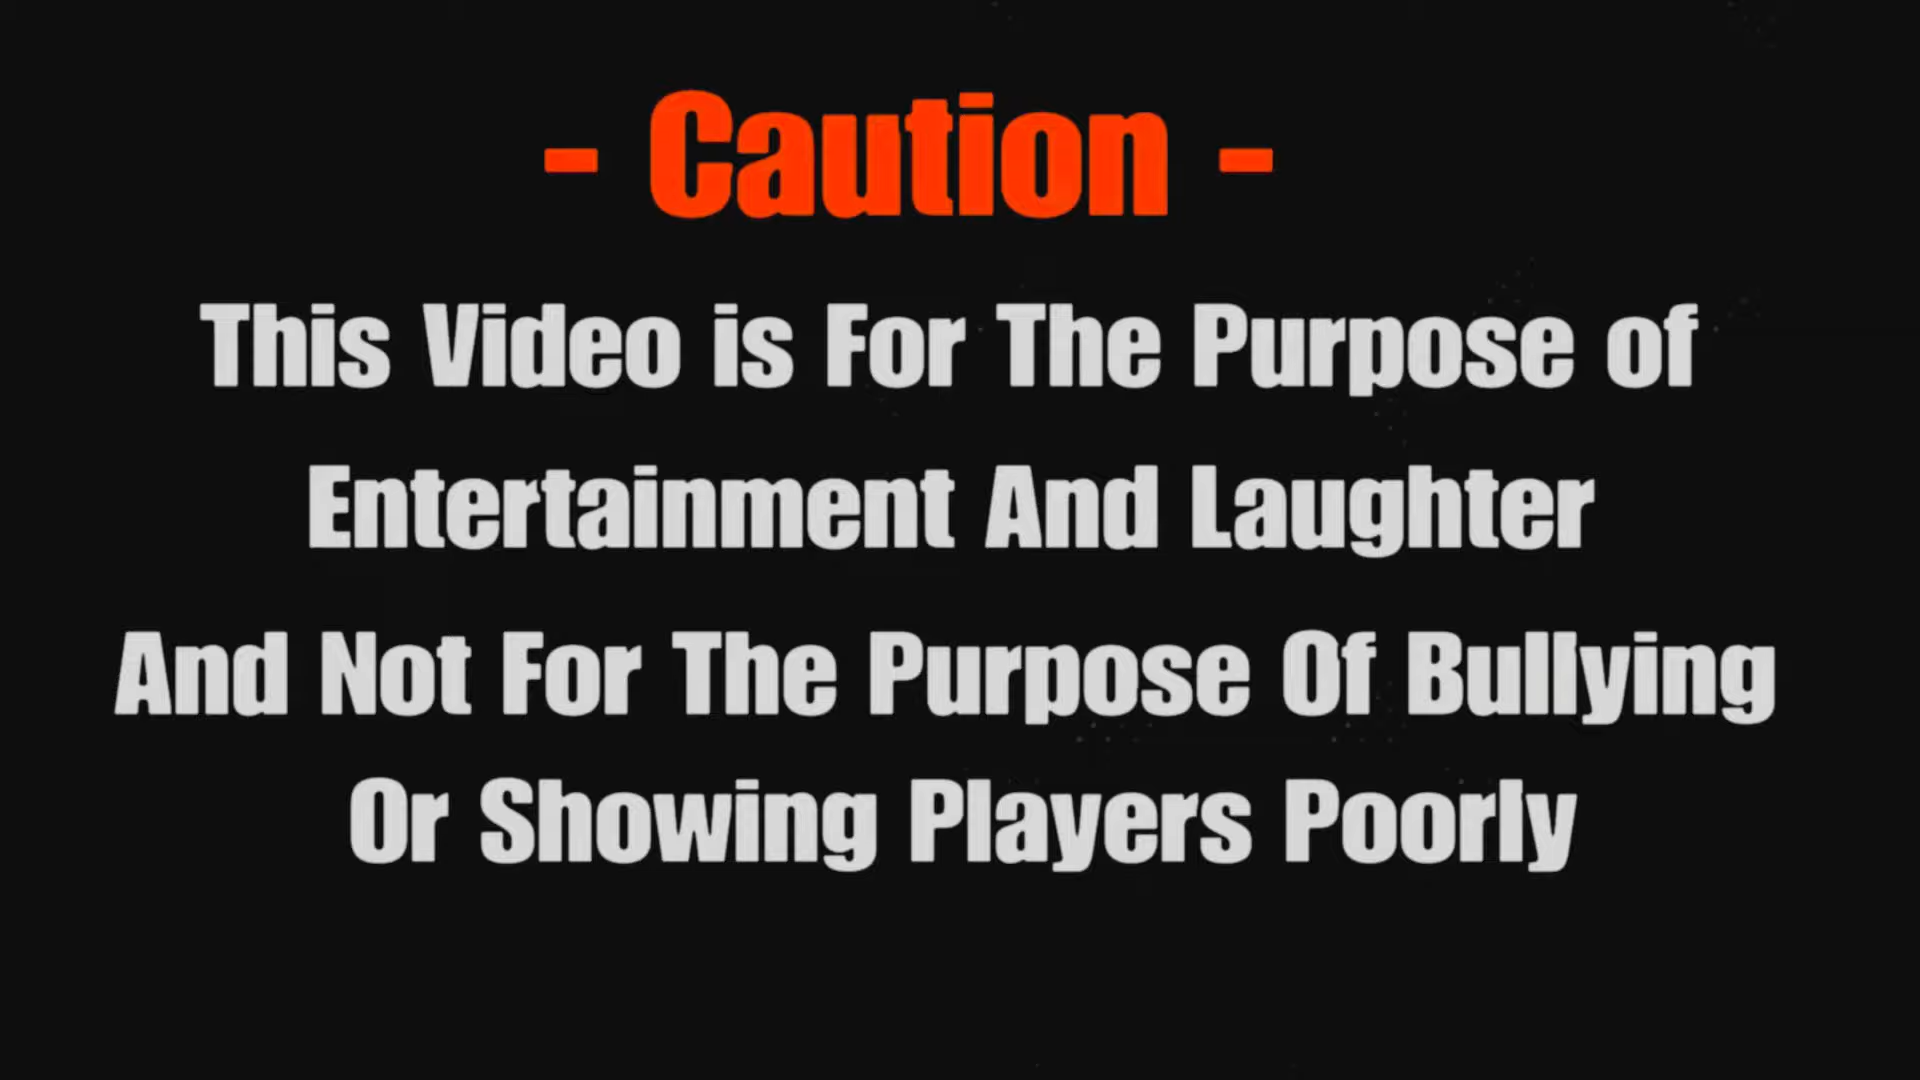 - Caution -
This Video is For The Purpose of
Entertainment And Laughter
And Not For The Purpose Of Bullying
Or Showing Players Poorly